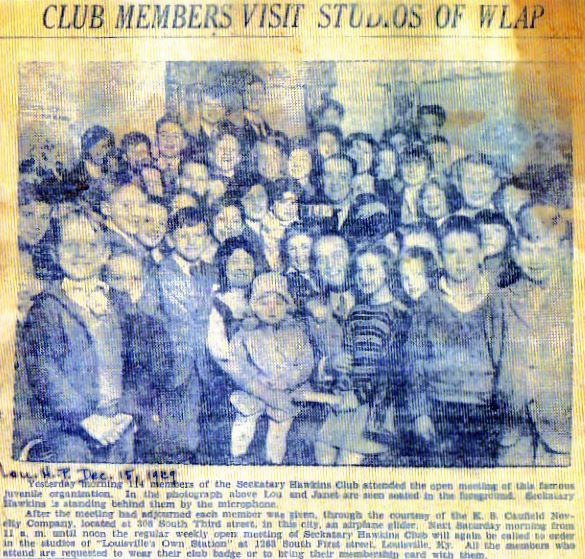 CLUB MEMBERS VISIT STUDIOS OF WLAP
Lou. H-P. Dec. 15, 1929
Yesterday morning 114 members of the Seckatary Hawkins Club attended the open meeting of this famous
juvenile organization. In the photograph above Lou and Janet are seen seated in the foreground. Seckatary
Hawkins is standing behind them by the microphone.
After the meeting had adjourned each member was given, through the courtesy of the K. B. Caufield Nov-
elty Company, located at 308 South Third street, in this city, an airplane glider. Next Saturday morning from
11 a. m. until noon the regular weekly open meeting of Seckatary Hawkins Club will again be called to order
in the studios of "Louisville's Own Station" at 1268 South First street, Louisville, Ky. All the members who
attend are requested to wear their club badge or to bring their membership card with them.